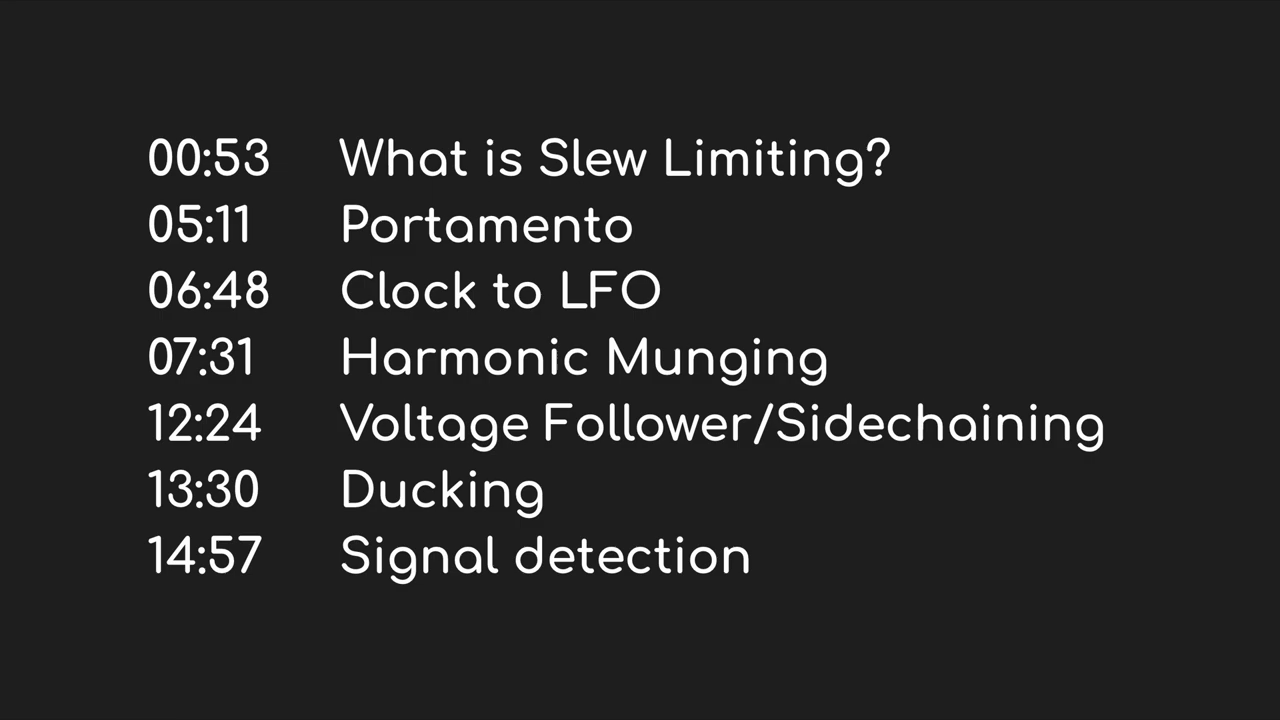 00:53 What is Slew Limiting?
05:11 Portamento
06:48 Clock to LFO
07:31 Harmonic Munging
12:24 Voltage Follower/Sidechaining
13:30 Ducking
14:57 Signal detection